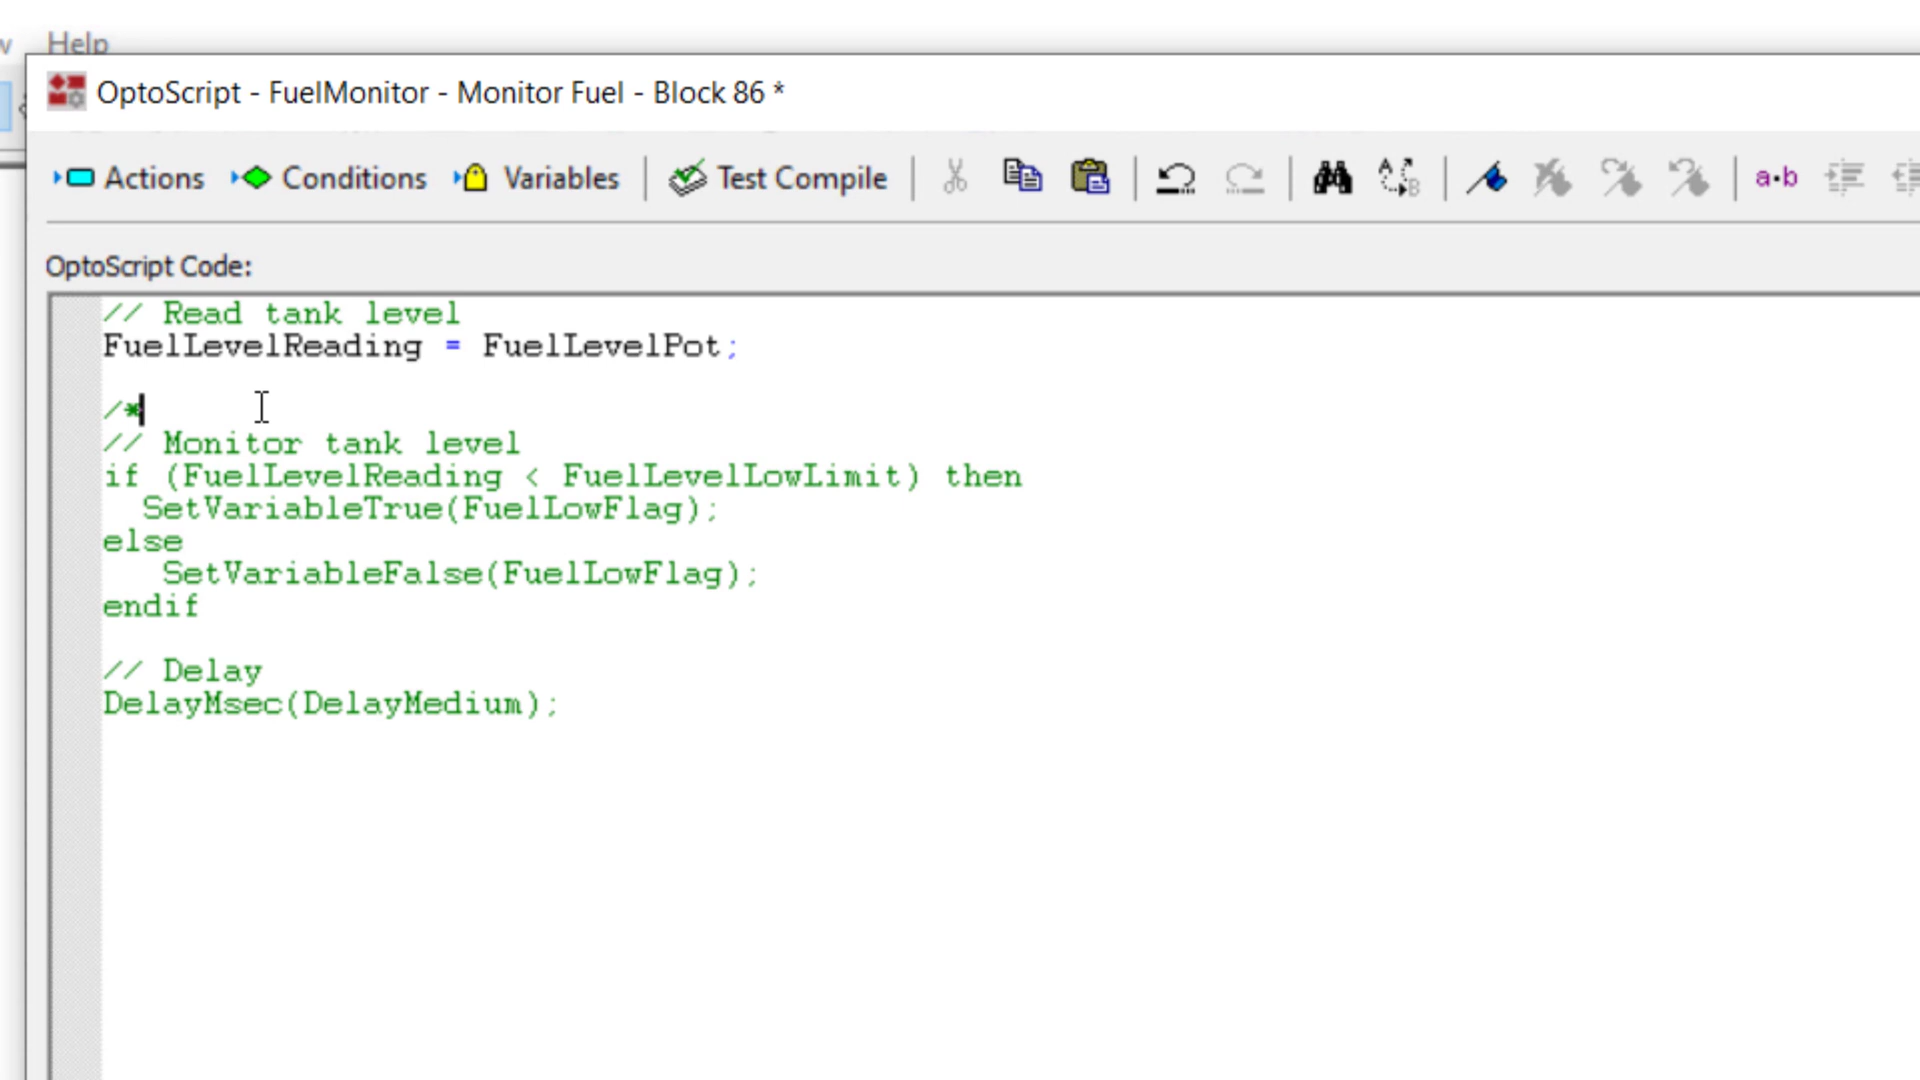 Help
OptoScript - FuelMonitor - Monitor Fuel - Block 86 *
Actions Conditions Variables Test Compile a•b
OptoScript Code:
// Read tank level
FuelLevelReading = FuelLevelPot;
/*
// Monitor tank level
if (FuelLevelReading < FuelLevelLowLimit) then
SetVariableTrue(FuelLowFlag);
else
SetVariableFalse(FuelLowFlag);
endif
// Delay
DelayMsec(DelayMedium);